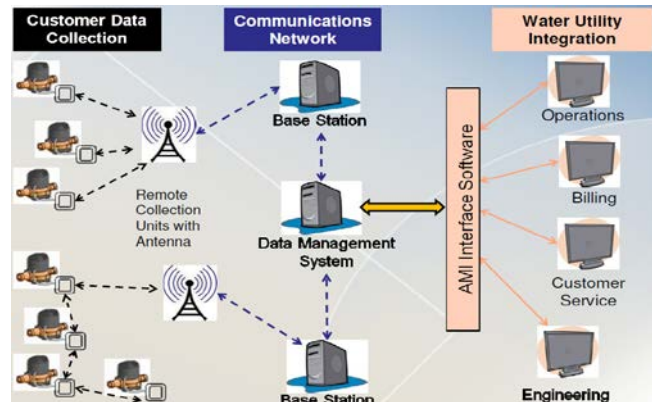 Customer Data
Collection
Communications
Network
Water Utility
Integration
Base Station
Operations
Remote
Collection
Units with
Antenna
Data Management
System
AMI Interface Software
Billing
Customer
Service
Base Station
Engineering